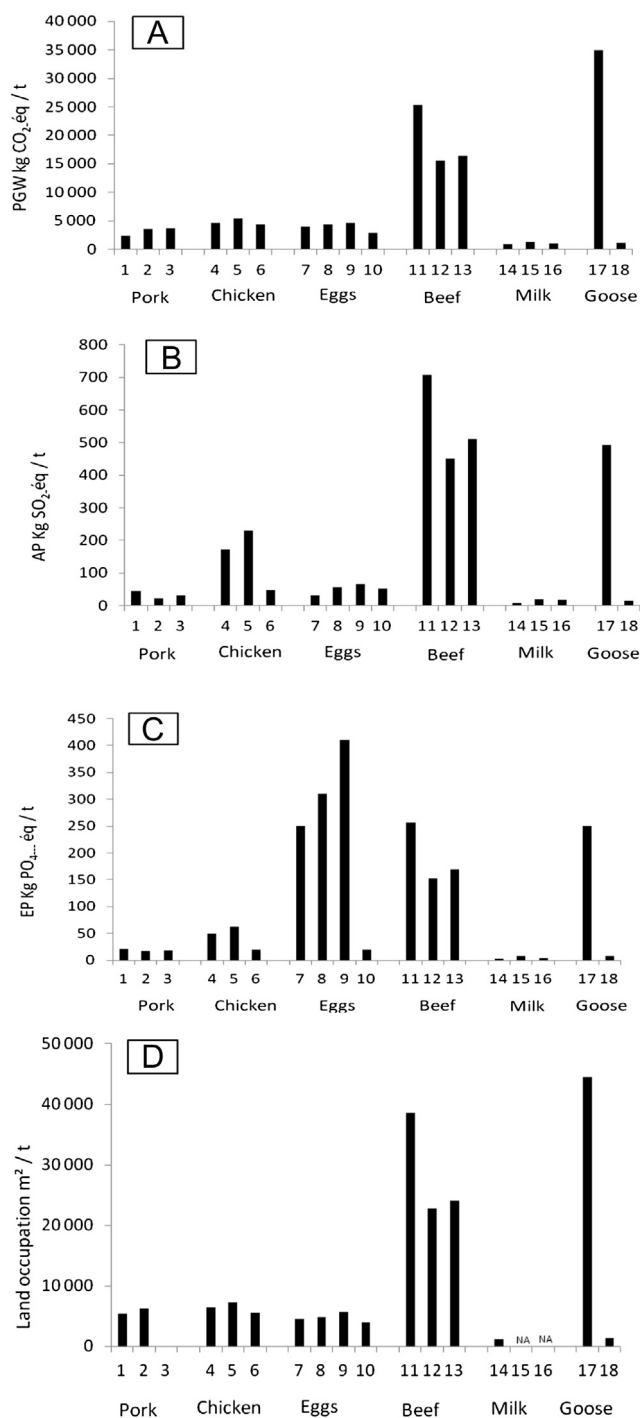 A
PGW kg CO₂-éq / t
40 000
35 000
30 000
25 000
20 000
15 000
10 000
5 000
0
1 2 3 4 5 6 7 8 9 10 11 12 13 14 15 16 17 18
Pork Chicken Eggs Beef Milk Goose
B
AP Kg SO₂-éq / t
800
700
600
500
400
300
200
100
0
1 2 3 4 5 6 7 8 9 10 11 12 13 14 15 16 17 18
Pork Chicken Eggs Beef Milk Goose
C
EP Kg PO₄--- éq / t
450
400
350
300
250
200
150
100
50
0
1 2 3 4 5 6 7 8 9 10 11 12 13 14 15 16 17 18
Pork Chicken Eggs Beef Milk Goose
D
Land occupation m² / t
50 000
40 000
30 000
20 000
10 000
0
NA NA
1 2 3 4 5 6 7 8 9 10 11 12 13 14 15 16 17 18
Pork Chicken Eggs Beef Milk Goose